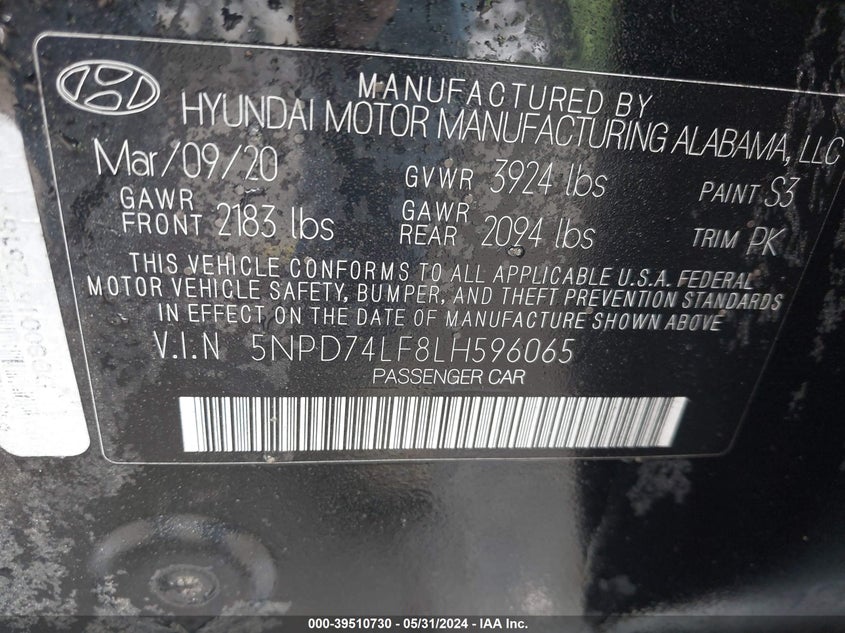 MANUFACTURED BY
HYUNDAI MOTOR MANUFACTURING ALABAMA, LLC
Mar/09/20 GVWR 3924 lbs PAINT S3
GAWR FRONT 2183 lbs GAWR REAR 2094 lbs TRIM PK
THIS VEHICLE CONFORMS TO ALL APPLICABLE U.S.A. FEDERAL
MOTOR VEHICLE SAFETY, BUMPER, AND THEFT PREVENTION STANDARDS
IN EFFECT ON THE DATE OF MANUFACTURE SHOWN ABOVE
V.I.N 5NPD74LF8LH596065
PASSENGER CAR
000-39510730 - 05/31/2024 - IAA Inc.